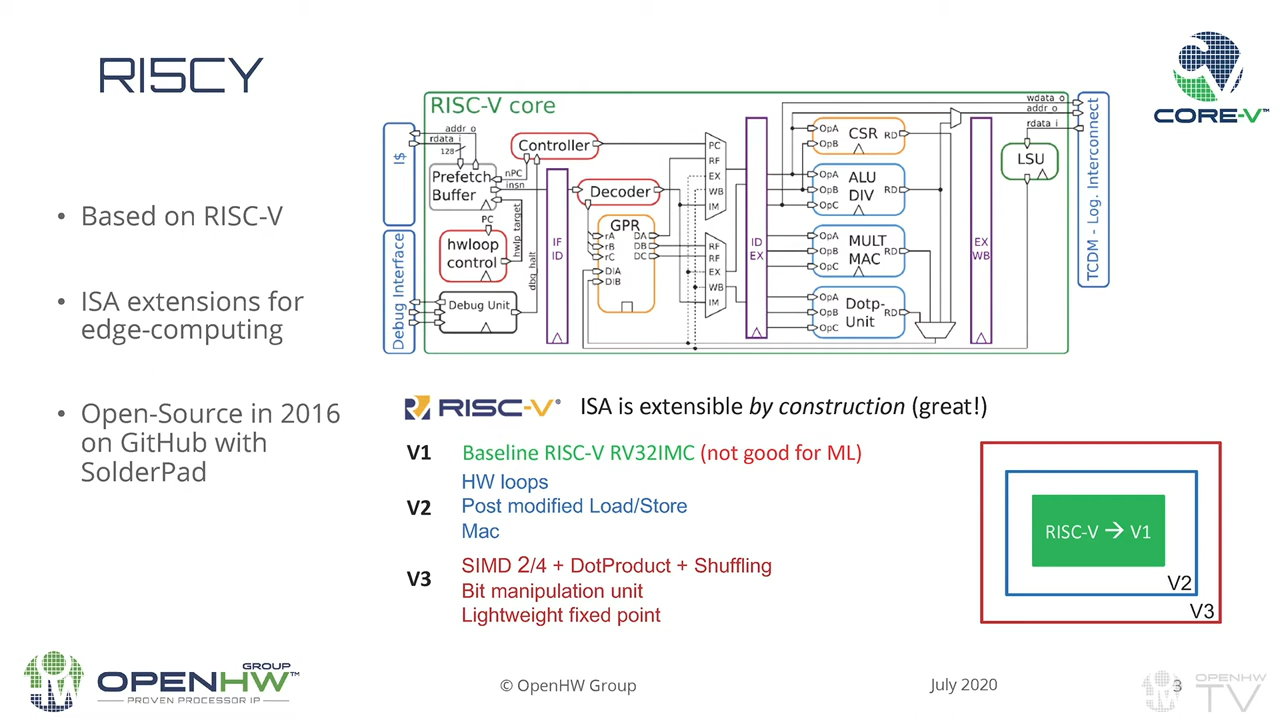 RI5CY
CORE-V™
• Based on RISC-V
• ISA extensions for
edge-computing
• Open-Source in 2016
on GitHub with
SolderPad
RISC-V core
I$
Debug Interface
addr_o
rdata_i
128
Prefetch
Buffer
nPC
insn
PC
hwloop
control
hwlp_target
Debug Unit
dbg_halt
Controller
IF
ID
Decoder
GPR
rA
rB
rC
DA
DB
DC
DIA
DIB
PC
RF
EX
WB
IM
RF
RF
EX
WB
IM
ID
EX
OpA
OpB
CSR
RD
OpA
OpB
OpC
ALU
DIV
RD
OpA
OpB
OpC
MULT
MAC
RD
OpA
OpB
OpC
Dotp-
Unit
RD
EX
WB
wdata_o
addr_o
rdata_i
LSU
TCDM - Log. Interconnect
RISC-V® ISA is extensible by construction (great!)
V1 Baseline RISC-V RV32IMC (not good for ML)
HW loops
V2 Post modified Load/Store
Mac
SIMD 2/4 + DotProduct + Shuffling
V3 Bit manipulation unit
Lightweight fixed point
RISC-V → V1
V2
V3
OPENHW™
GROUP
PROVEN PROCESSOR IP
© OpenHW Group
July 2020
3
OPENHW
TV